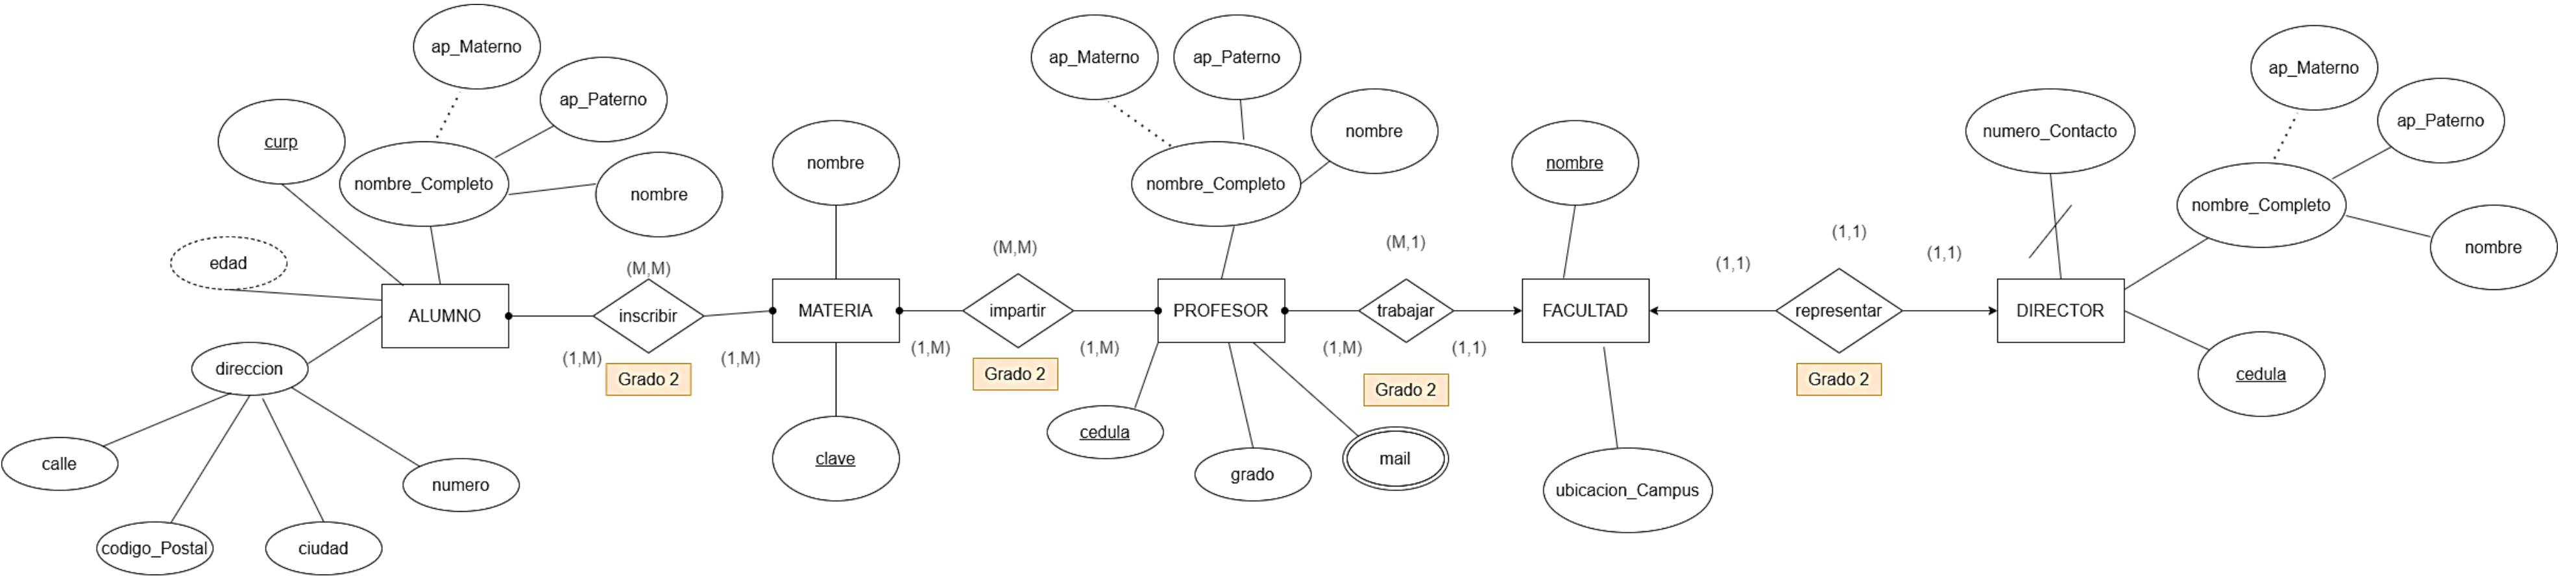 ap_Materno
ap_Paterno
curp
nombre_Completo
nombre
edad
ALUMNO
direccion
calle
codigo_Postal
ciudad
numero
(M,M)
inscribir
(1,M)
(1,M)
Grado 2
nombre
MATERIA
clave
(M,M)
impartir
(1,M)
(1,M)
Grado 2
ap_Materno
ap_Paterno
nombre
nombre_Completo
PROFESOR
cedula
grado
mail
(M,1)
trabajar
(1,M)
(1,1)
Grado 2
nombre
FACULTAD
ubicacion_Campus
(1,1)
(1,1)
(1,1)
representar
Grado 2
numero_Contacto
ap_Materno
ap_Paterno
nombre_Completo
nombre
DIRECTOR
cedula